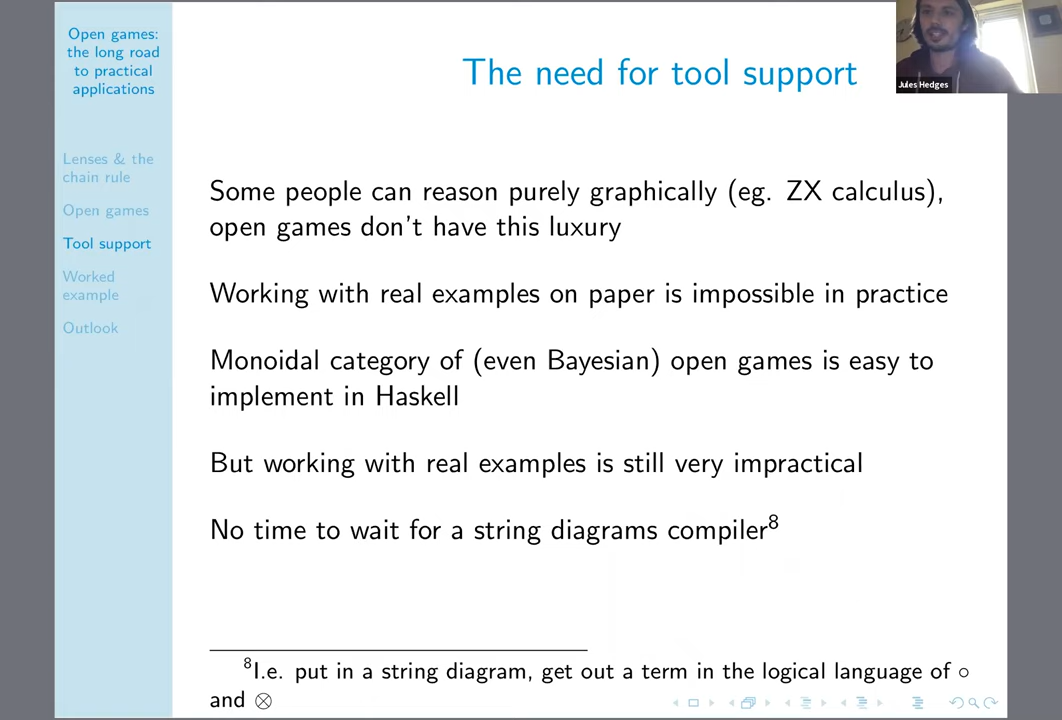 Open games:
the long road
to practical
applications
Lenses & the
chain rule
Open games
Tool support
Worked
example
Outlook
The need for tool support
Jules Hedges
Some people can reason purely graphically (eg. ZX calculus),
open games don't have this luxury
Working with real examples on paper is impossible in practice
Monoidal category of (even Bayesian) open games is easy to
implement in Haskell
But working with real examples is still very impractical
No time to wait for a string diagrams compiler⁸
⁸I.e. put in a string diagram, get out a term in the logical language of ∘
and ⊗